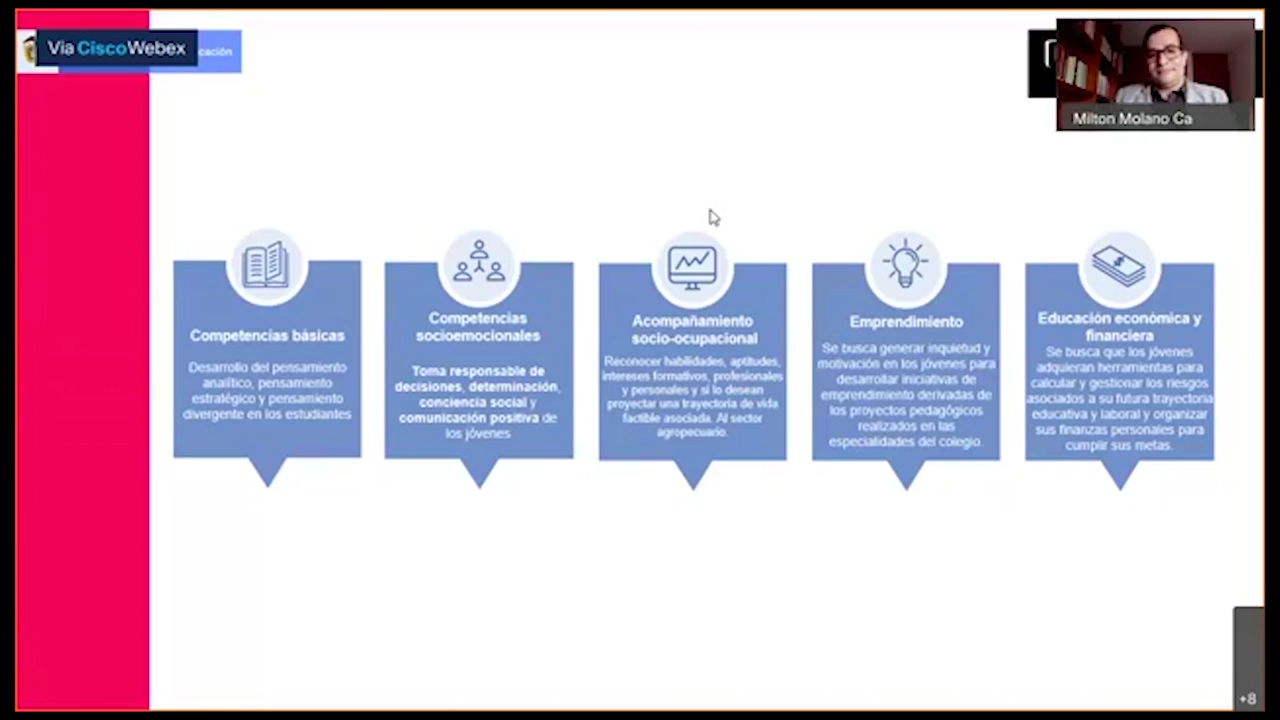 Via CiscoWebex
cación
Milton Molano Ca
Competencias básicas
Desarrollo del pensamiento
analítico, pensamiento
estratégico y pensamiento
divergente en los estudiantes
Competencias
socioemocionales
Toma responsable de
decisiones, determinación,
conciencia social y
comunicación positiva de
los jóvenes
Acompañamiento
socio-ocupacional
Reconocer habilidades, aptitudes,
intereses formativos, profesionales
y personales y si lo desean
proyectar una trayectoria de vida
factible asociada. Al sector
agropecuario.
Emprendimiento
Se busca generar inquietud y
motivación en los jóvenes para
desarrollar iniciativas de
emprendimiento derivadas de
los proyectos pedagógicos
realizados en las
especialidades del colegio.
Educación económica y
financiera
Se busca que los jóvenes
adquieran herramientas para
calcular y gestionar los riesgos
asociados a su futura trayectoria
educativa y laboral y organizar
sus finanzas personales para
cumplir sus metas.
+8